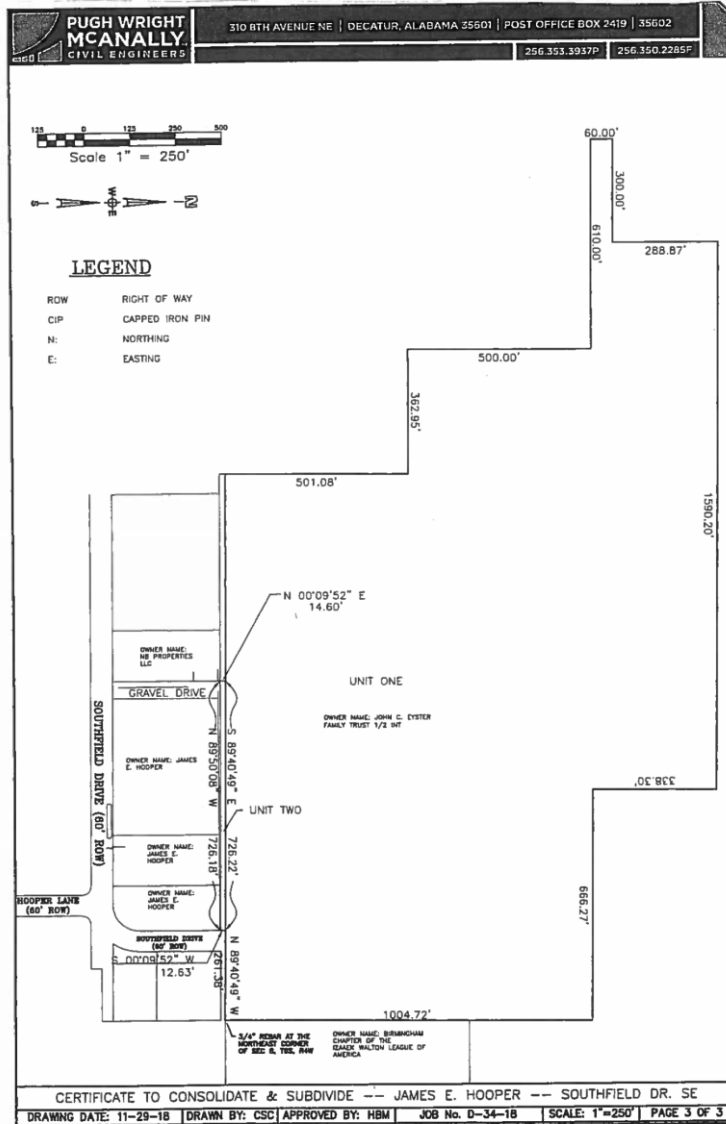 PUGH WRIGHT
MCANALLY
CIVIL ENGINEERS
310 8TH AVENUE NE | DECATUR, ALABAMA 35601 | POST OFFICE BOX 2419 | 35602
256.353.3937P
256.350.2285F
125 0 125 250 500
Scale 1" = 250'
S W E N
LEGEND
ROW RIGHT OF WAY
CIP CAPPED IRON PIN
N: NORTHING
E: EASTING
60.00'
300.00'
610.00'
288.87'
500.00'
362.95'
501.08'
1590.20'
N 00°09'52" E
14.60'
OWNER NAME:
NB PROPERTIES
LLC
GRAVEL DRIVE
UNIT ONE
OWNER NAME: JOHN C. EYSTER
FAMILY TRUST 1/2 INT
SOUTHFIELD DRIVE (60' ROW)
OWNER NAME: JAMES
E. HOOPER
N 89°50'08" W 726.18'
S 89°40'49" E 726.22'
338.30'
UNIT TWO
OWNER NAME:
JAMES E.
HOOPER
OWNER NAME:
JAMES E.
HOOPER
HOOPER LANE
(60' ROW)
666.27'
SOUTHFIELD DRIVE
(60' ROW)
S 00°09'52" W
12.63'
N 89°40'49" W
261.38'
1004.72'
3/4" REBAR AT THE
NORTHEAST CORNER
OF SEC 8, T6S, R4W
OWNER NAME: BIRMINGHAM
CHAPTER OF THE
IZAAK WALTON LEAGUE OF
AMERICA
CERTIFICATE TO CONSOLIDATE & SUBDIVIDE -- JAMES E. HOOPER -- SOUTHFIELD DR. SE
DRAWING DATE: 11-29-18 DRAWN BY: CSC APPROVED BY: HBM JOB No. D-34-18 SCALE: 1"=250' PAGE 3 OF 3